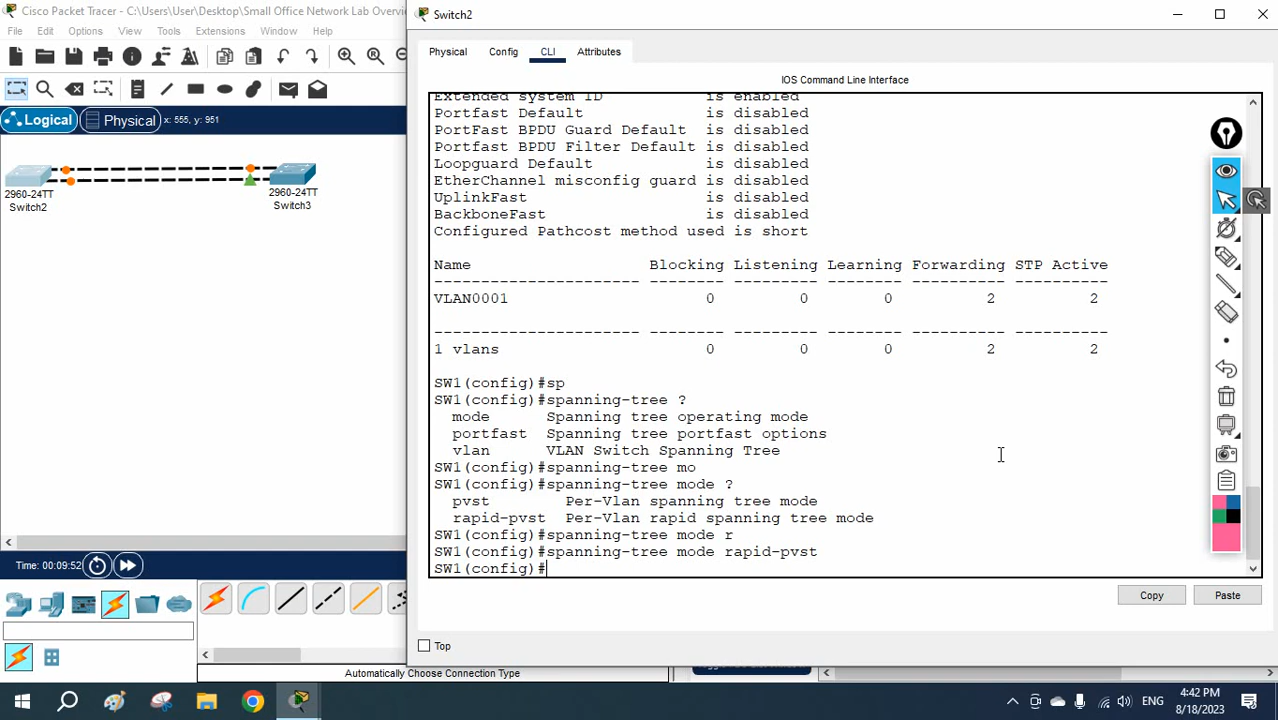 Cisco Packet Tracer - C:\Users\User\Desktop\Small Office Network Lab Overvie
File Edit Options View Tools Extensions Window Help
Logical Physical x: 555, y: 951
2960-24TT
Switch2
2960-24TT
Switch3
Time: 00:09:52
Automatically Choose Connection Type
Switch2
Physical Config CLI Attributes
IOS Command Line Interface
Extended system ID is enabled
Portfast Default is disabled
PortFast BPDU Guard Default is disabled
Portfast BPDU Filter Default is disabled
Loopguard Default is disabled
EtherChannel misconfig guard is disabled
UplinkFast is disabled
BackboneFast is disabled
Configured Pathcost method used is short
Name Blocking Listening Learning Forwarding STP Active
---------------------- -------- --------- -------- ---------- ----------
VLAN0001 0 0 0 2 2
---------------------- -------- --------- -------- ---------- ----------
1 vlans 0 0 0 2 2
SW1(config)#sp
SW1(config)#spanning-tree ?
mode Spanning tree operating mode
portfast Spanning tree portfast options
vlan VLAN Switch Spanning Tree
SW1(config)#spanning-tree mo
SW1(config)#spanning-tree mode ?
pvst Per-Vlan spanning tree mode
rapid-pvst Per-Vlan rapid spanning tree mode
SW1(config)#spanning-tree mode r
SW1(config)#spanning-tree mode rapid-pvst
SW1(config)#
Copy Paste
Top
ENG
4:42 PM
8/18/2023